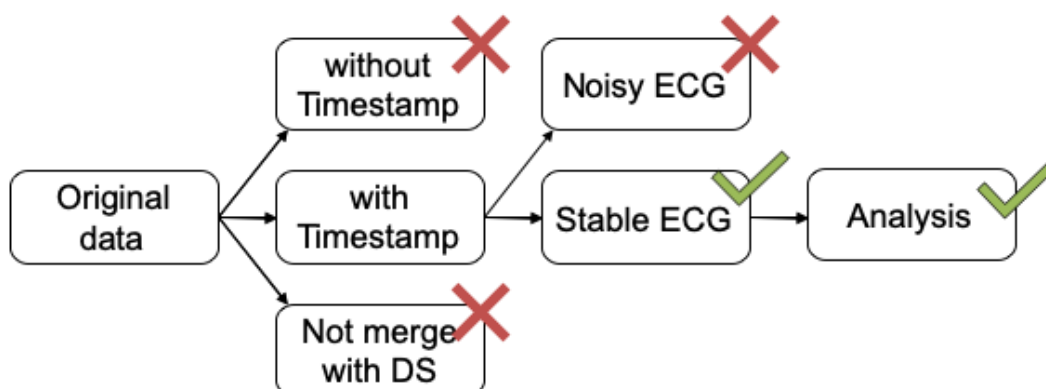 without
Timestamp
Noisy ECG
Original
data
with
Timestamp
Stable ECG
Analysis
Not merge
with DS